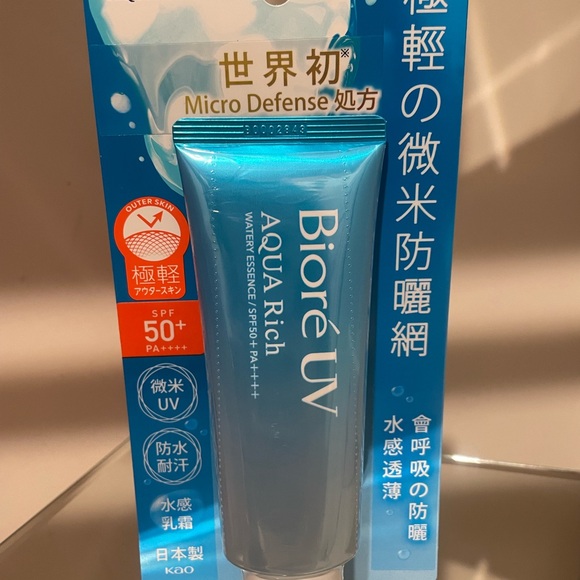 世界初※
Micro Defense 処方
極輕の微米防曬網
OUTER SKIN
極軽
アウタースキン
SPF
50+
PA++++
微米
UV
防水
耐汗
水感
乳霜
日本製
Kao
Bioré UV
AQUA Rich
WATERY ESSENCE/SPF50+ PA++++
會呼吸の防曬
水感透薄